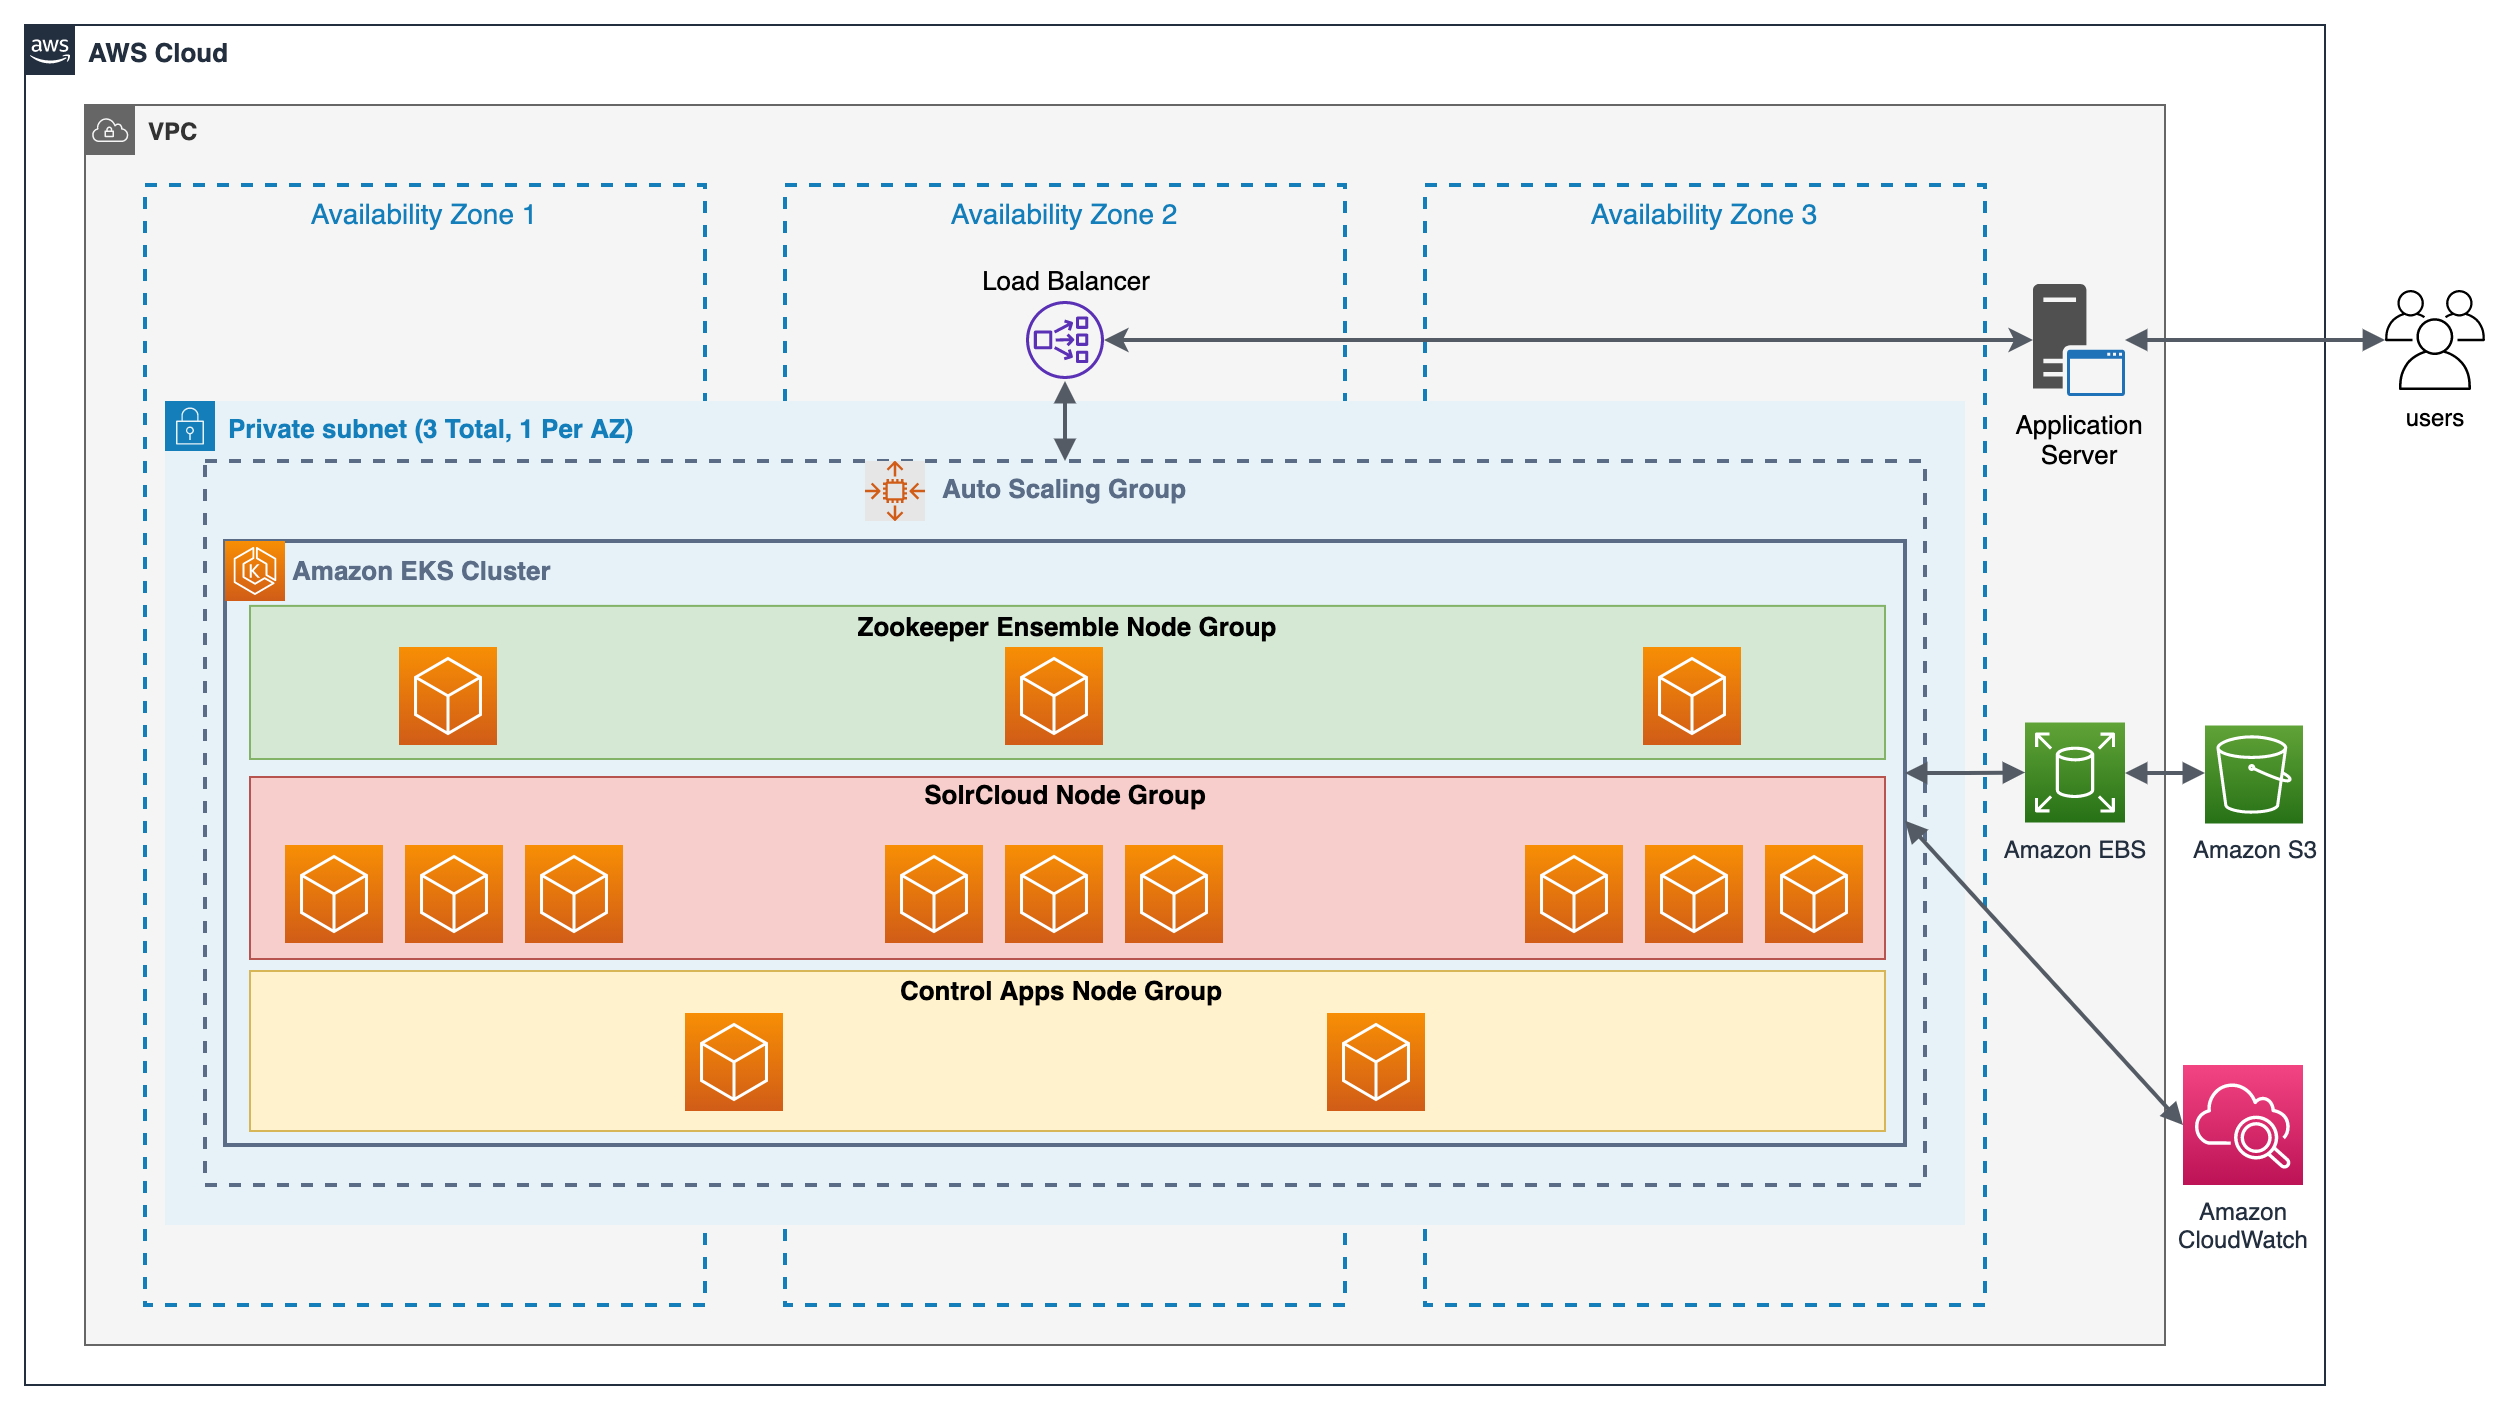 aws
AWS Cloud
VPC
Availability Zone 1
Availability Zone 2
Availability Zone 3
Load Balancer
Application
Server
users
Private subnet (3 Total, 1 Per AZ)
Auto Scaling Group
K
Amazon EKS Cluster
Zookeeper Ensemble Node Group
SolrCloud Node Group
Amazon EBS
Amazon S3
Control Apps Node Group
Amazon
CloudWatch